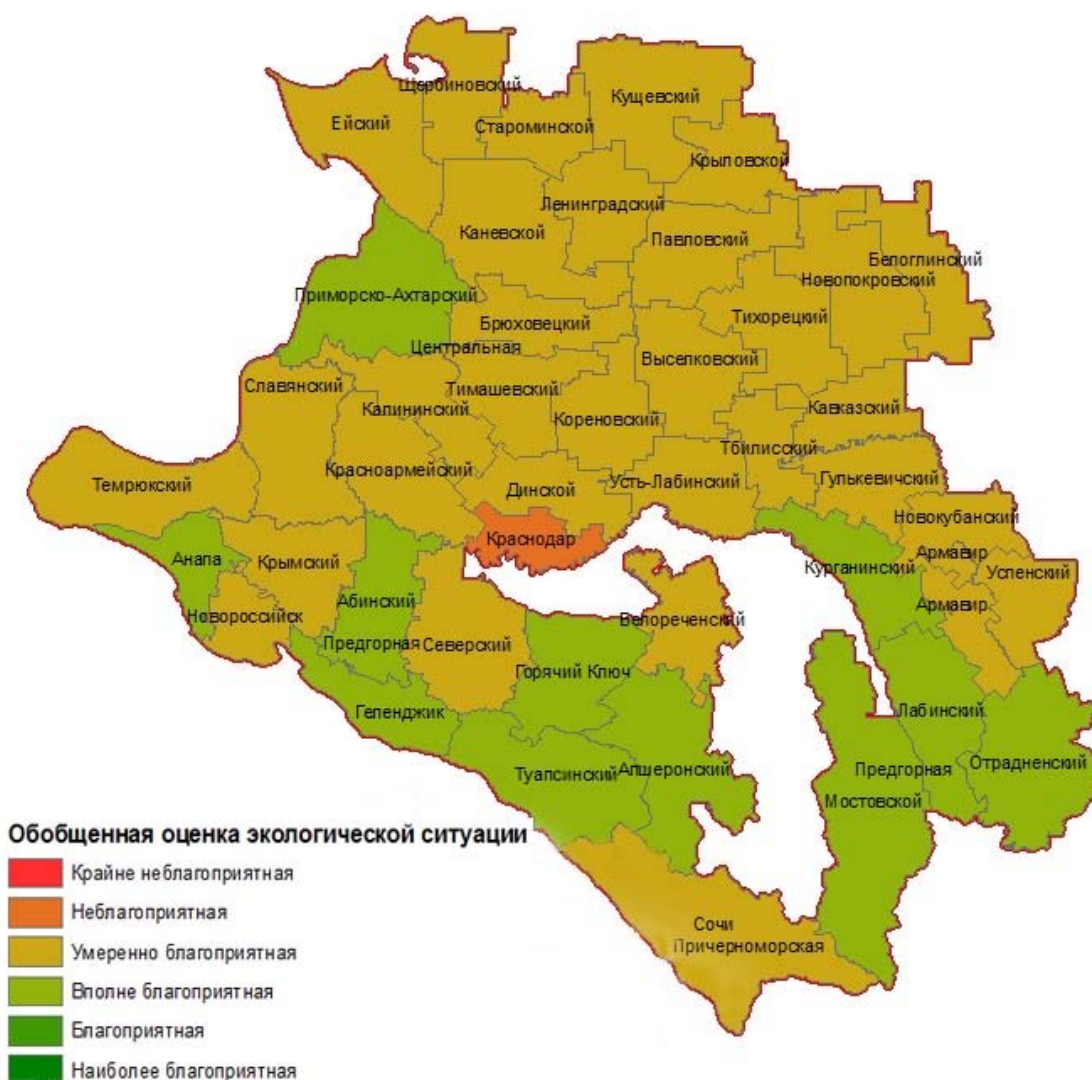 Щербиновский
Кущевский
Ейский
Староминской
Крыловской
Ленинградский
Каневской
Павловский
Белоглинский
Новопокровский
Приморско-Ахтарский
Тихорецкий
Брюховецкий
Центральная
Выселковский
Славянский
Тимашевский
Калининский
Кореновский
Кавказский
Тбилисский
Красноармейский
Усть-Лабинский
Гулькевичский
Темрюкский
Динской
Новокубанский
Краснодар
Анапа
Крымский
Армавир
Курганинский
Успенский
Абинский
Армавир
Новороссийск
Белореченский
Предгорная
Северский
Горячий Ключ
Геленджик
Лабинский
Туапсинский
Апшеронский
Предгорная
Отрадненский
Мостовской
Обобщенная оценка экологической ситуации
Крайне неблагоприятная
Неблагоприятная
Сочи
Причерноморская
Умеренно благоприятная
Вполне благоприятная
Благоприятная
Наиболее благоприятная